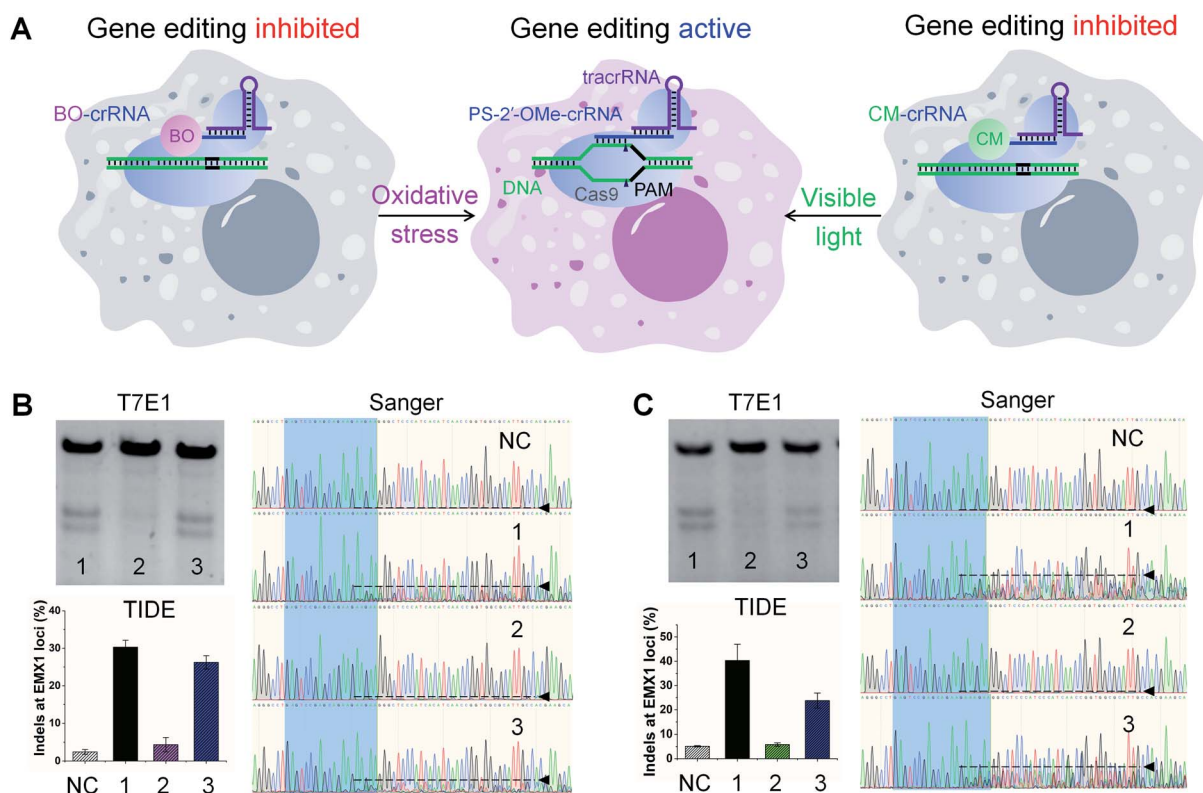 A
Gene editing inhibited
Gene editing active
Gene editing inhibited
tracrRNA
BO-crRNA
PS-2′-OMe-crRNA
CM-crRNA
BO
CM
DNA
Cas9
PAM
Oxidative
stress
Visible
light
B
T7E1
Sanger
NC
1
2
3
1 2 3
TIDE
Indels at EMX1 loci (%)
40
30
20
10
0
NC 1 2 3
C
T7E1
Sanger
NC
1
2
3
1 2 3
TIDE
Indels at EMX1 loci (%)
50
40
30
20
10
0
NC 1 2 3